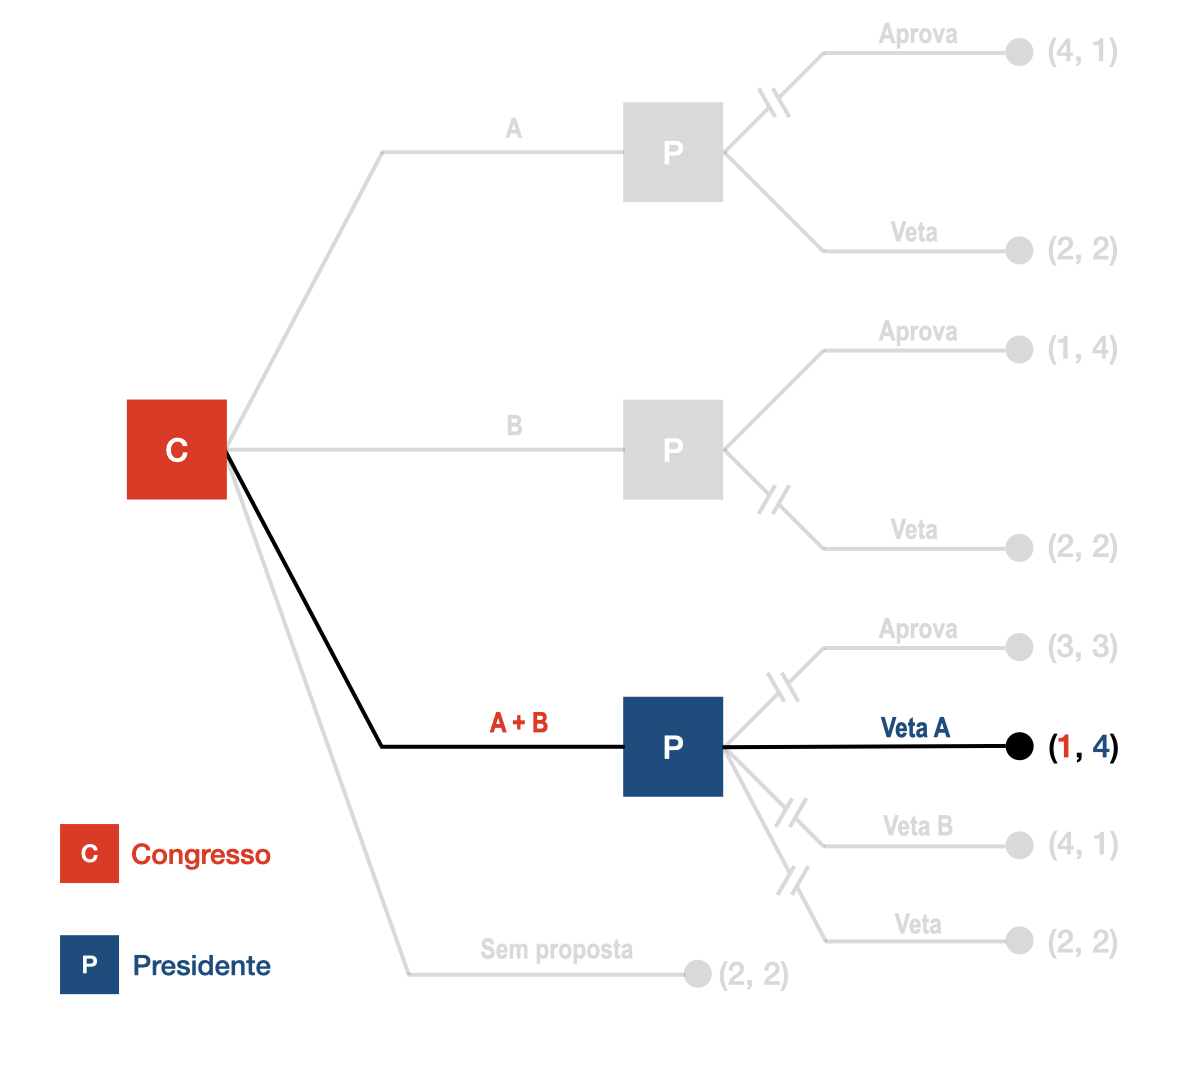 Aprova
(4, 1)
A
P
Veta
(2, 2)
Aprova
(1, 4)
B
C
P
Veta
(2, 2)
Aprova
(3, 3)
A + B
P
Veta A
(1, 4)
Veta B
(4, 1)
C
Congresso
Veta
(2, 2)
Sem proposta
(2, 2)
P
Presidente